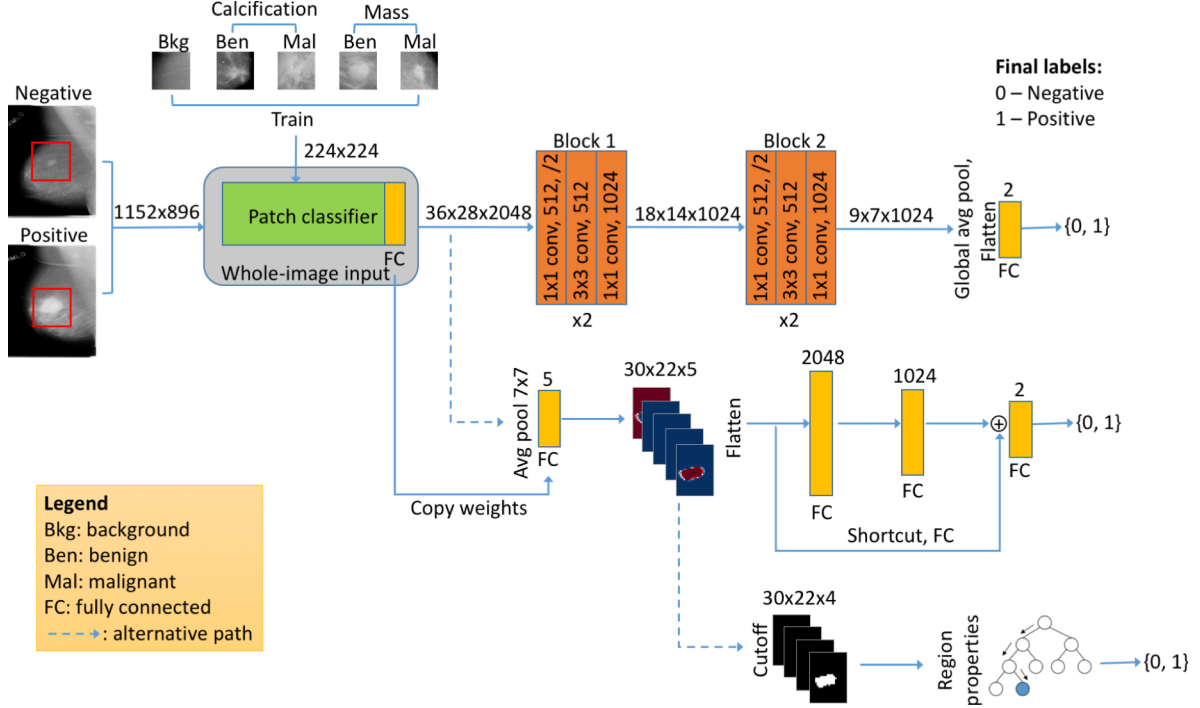 Calcification
Mass
Bkg
Ben
Mal
Ben
Mal
Final labels:
0 – Negative
1 – Positive
Negative
Train
224x224
Block 1
Block 2
1152x896
Patch classifier
FC
Whole-image input
36x28x2048
1x1 conv, 512, /2
3x3 conv, 512
1x1 conv, 1024
x2
18x14x1024
1x1 conv, 512, /2
3x3 conv, 512
1x1 conv, 1024
x2
9x7x1024
Global avg pool,
Flatten
2
FC
{0, 1}
Positive
Avg pool 7x7
5
FC
30x22x5
Flatten
2048
FC
1024
FC
2
FC
{0, 1}
Copy weights
Shortcut, FC
Legend
Bkg: background
Ben: benign
Mal: malignant
FC: fully connected
: alternative path
30x22x4
Cutoff
Region
properties
{0, 1}